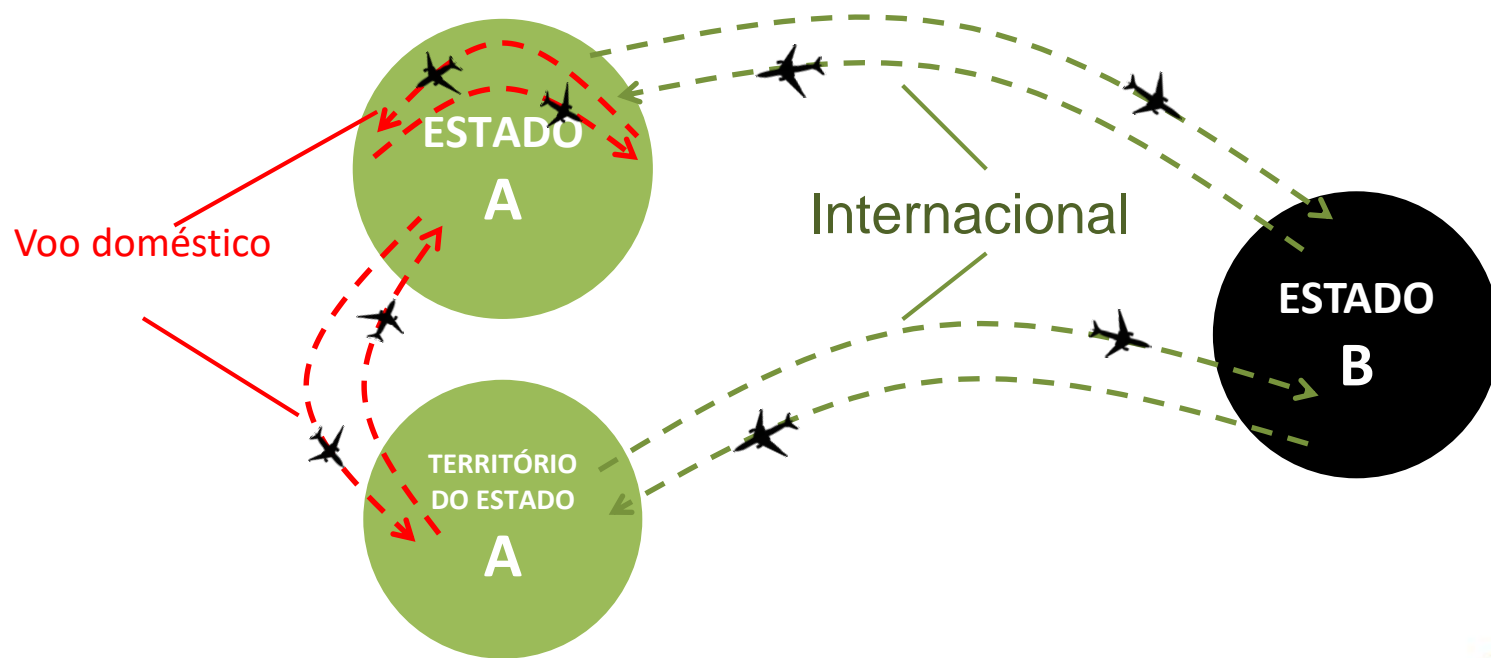 ESTADO
A
Internacional
Voo doméstico
ESTADO
B
TERRITÓRIO
DO ESTADO
A